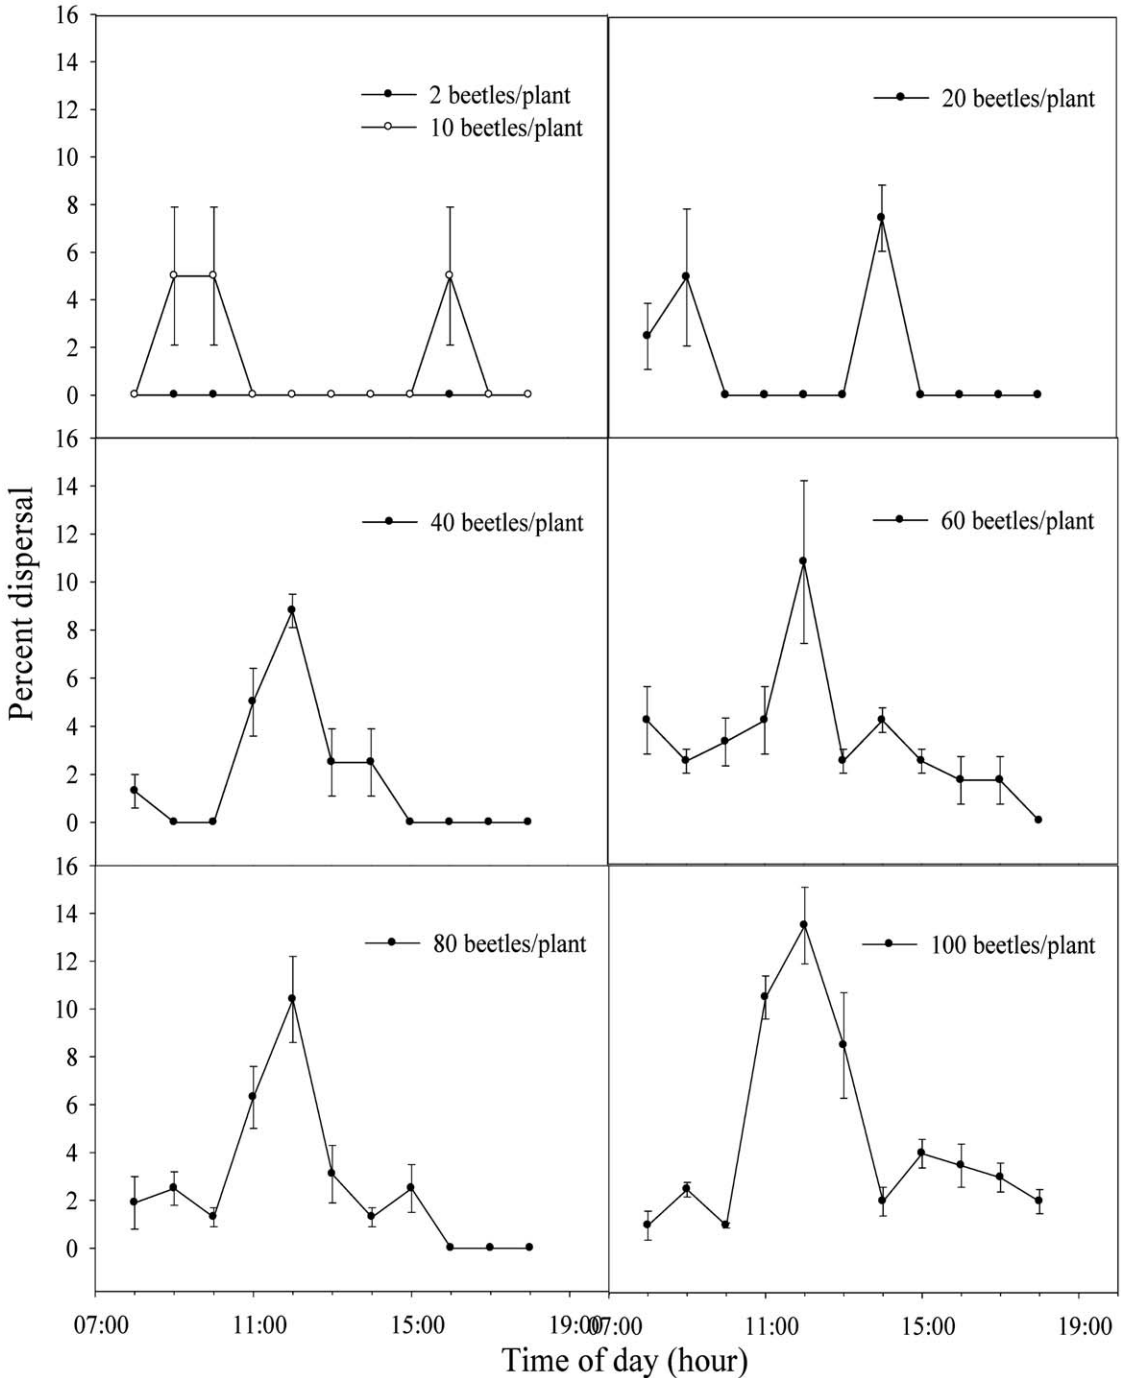 16
14
12
10
8
6
4
2
0
2 beetles/plant
10 beetles/plant
20 beetles/plant
16
14
12
10
8
6
4
2
0
40 beetles/plant
60 beetles/plant
16
14
12
10
8
6
4
2
0
80 beetles/plant
100 beetles/plant
Percent dispersal
07:00 11:00 15:00 19:00
07:00 11:00 15:00 19:00
Time of day (hour)